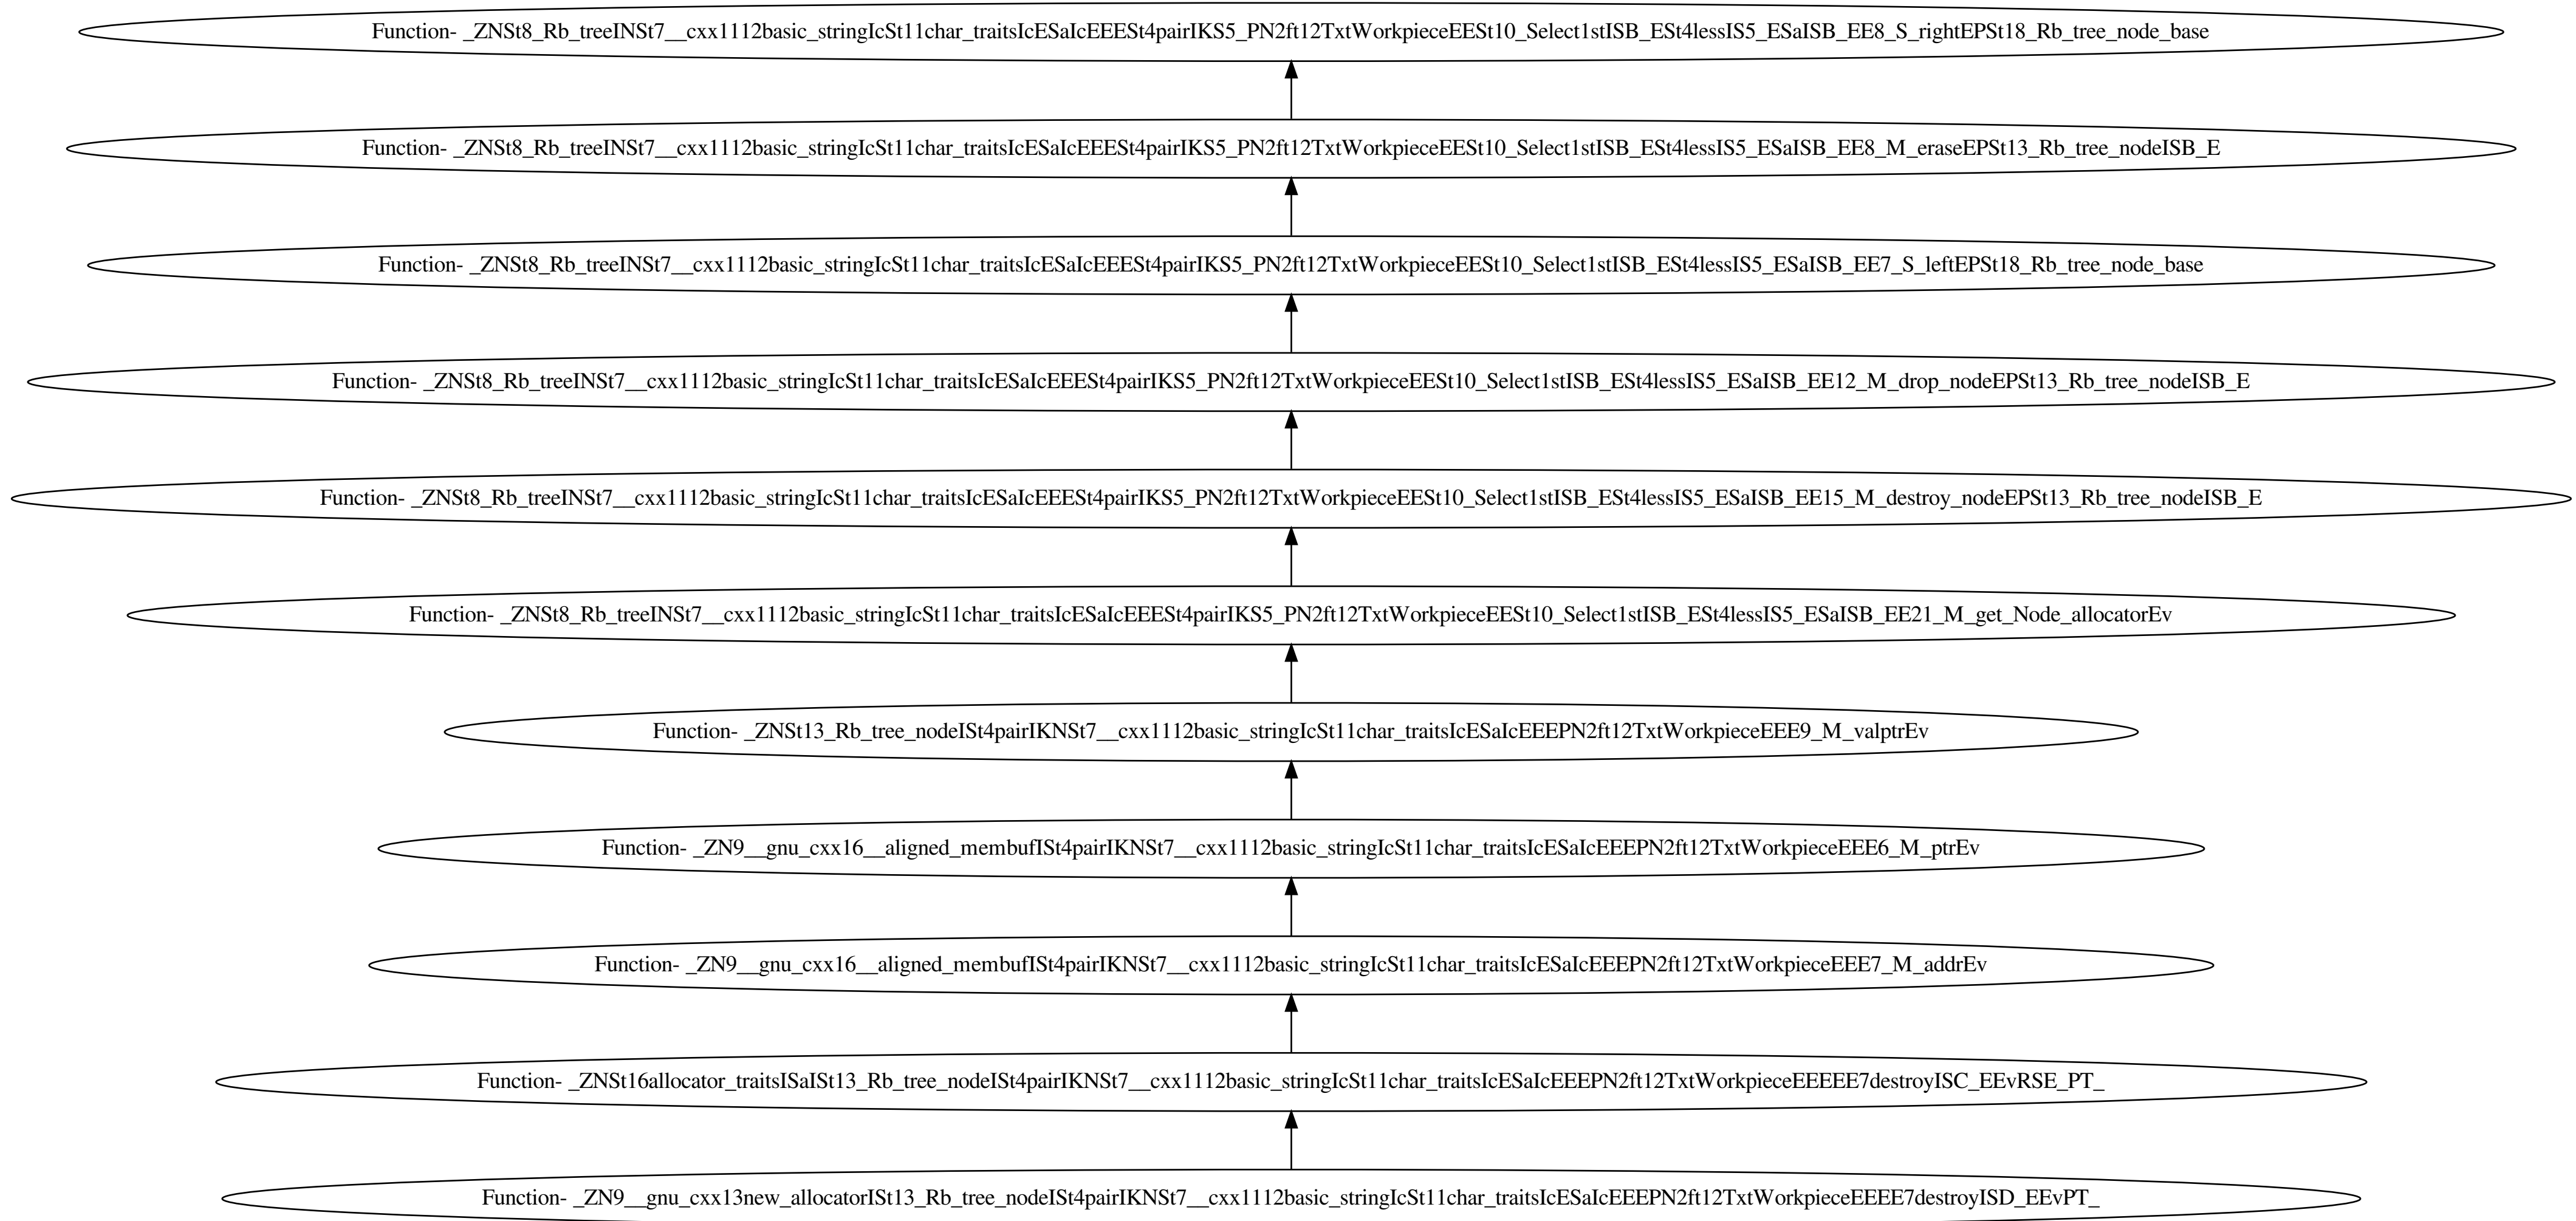 Function- _ZNSt8_Rb_treeINSt7__cxx1112basic_stringIcSt11char_traitsIcESaIcEEESt4pairIKS5_PN2ft12TxtWorkpieceEESt10_Select1stISB_ESt4lessIS5_ESaISB_EE8_S_rightEPSt18_Rb_tree_node_base
Function- _ZNSt8_Rb_treeINSt7__cxx1112basic_stringIcSt11char_traitsIcESaIcEEESt4pairIKS5_PN2ft12TxtWorkpieceEESt10_Select1stISB_ESt4lessIS5_ESaISB_EE8_M_eraseEPSt13_Rb_tree_nodeISB_E
Function- _ZNSt8_Rb_treeINSt7__cxx1112basic_stringIcSt11char_traitsIcESaIcEEESt4pairIKS5_PN2ft12TxtWorkpieceEESt10_Select1stISB_ESt4lessIS5_ESaISB_EE7_S_leftEPSt18_Rb_tree_node_base
Function- _ZNSt8_Rb_treeINSt7__cxx1112basic_stringIcSt11char_traitsIcESaIcEEESt4pairIKS5_PN2ft12TxtWorkpieceEESt10_Select1stISB_ESt4lessIS5_ESaISB_EE12_M_drop_nodeEPSt13_Rb_tree_nodeISB_E
Function- _ZNSt8_Rb_treeINSt7__cxx1112basic_stringIcSt11char_traitsIcESaIcEEESt4pairIKS5_PN2ft12TxtWorkpieceEESt10_Select1stISB_ESt4lessIS5_ESaISB_EE15_M_destroy_nodeEPSt13_Rb_tree_nodeISB_E
Function- _ZNSt8_Rb_treeINSt7__cxx1112basic_stringIcSt11char_traitsIcESaIcEEESt4pairIKS5_PN2ft12TxtWorkpieceEESt10_Select1stISB_ESt4lessIS5_ESaISB_EE21_M_get_Node_allocatorEv
Function- _ZNSt13_Rb_tree_nodeISt4pairIKNSt7__cxx1112basic_stringIcSt11char_traitsIcESaIcEEEPN2ft12TxtWorkpieceEEE9_M_valptrEv
Function- _ZN9__gnu_cxx16__aligned_membufISt4pairIKNSt7__cxx1112basic_stringIcSt11char_traitsIcESaIcEEEPN2ft12TxtWorkpieceEEE6_M_ptrEv
Function- _ZN9__gnu_cxx16__aligned_membufISt4pairIKNSt7__cxx1112basic_stringIcSt11char_traitsIcESaIcEEEPN2ft12TxtWorkpieceEEE7_M_addrEv
Function- _ZNSt16allocator_traitsISaISt13_Rb_tree_nodeISt4pairIKNSt7__cxx1112basic_stringIcSt11char_traitsIcESaIcEEEPN2ft12TxtWorkpieceEEEEE7destroyISC_EEvRSE_PT_
Function- _ZN9__gnu_cxx13new_allocatorISt13_Rb_tree_nodeISt4pairIKNSt7__cxx1112basic_stringIcSt11char_traitsIcESaIcEEEPN2ft12TxtWorkpieceEEEE7destroyISD_EEvPT_